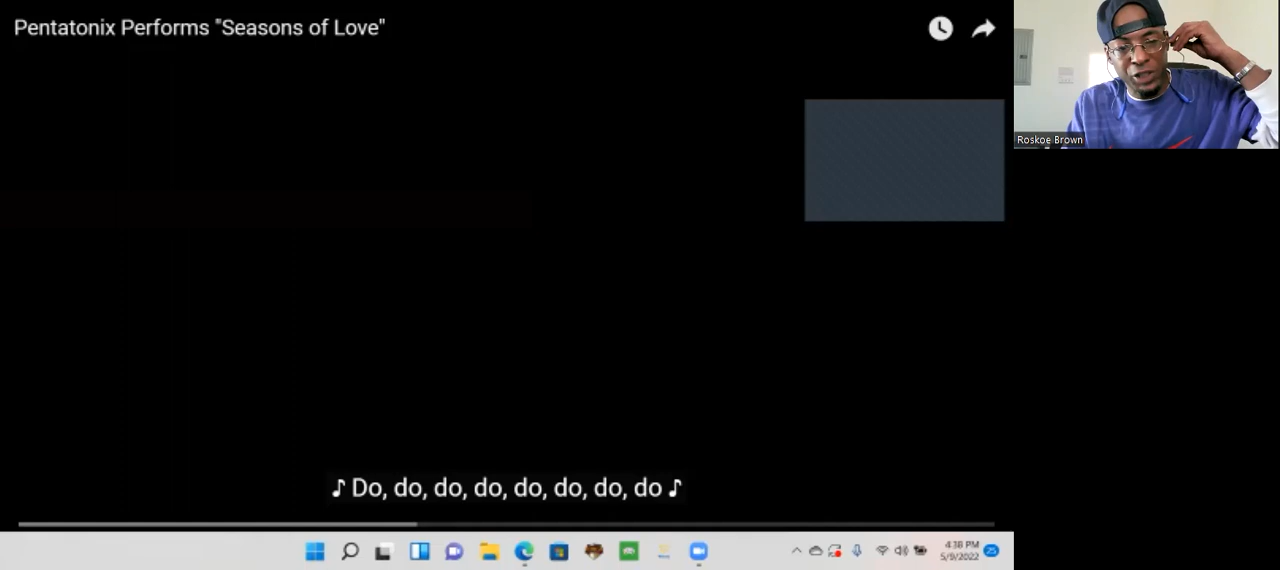 Pentatonix Performs "Seasons of Love"
Roskoe Brown
♪ Do, do, do, do, do, do, do, do ♪
4:38 PM
5/9/2022
25